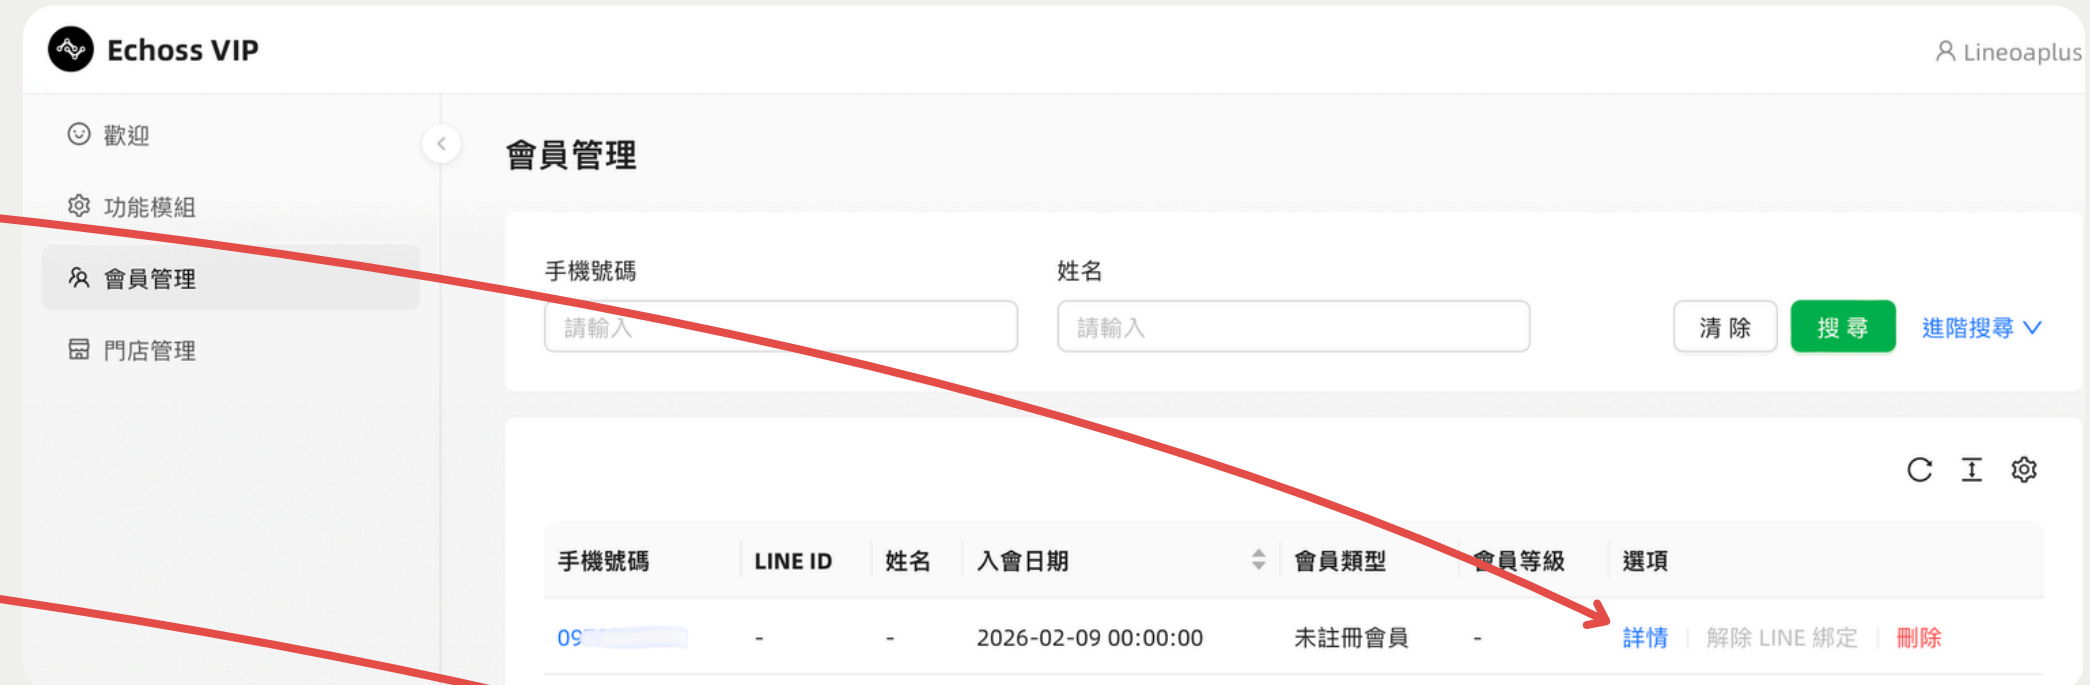 Echoss VIP
Lineoaplus
歡迎
功能模組
會員管理
門店管理
會員管理
手機號碼 姓名
請輸入 請輸入 清除 搜尋 進階搜尋
手機號碼 LINE ID 姓名 入會日期 會員類型 會員等級 選項
09 - - 2026-02-09 00:00:00 未註冊會員 - 詳情 解除 LINE 綁定 刪除